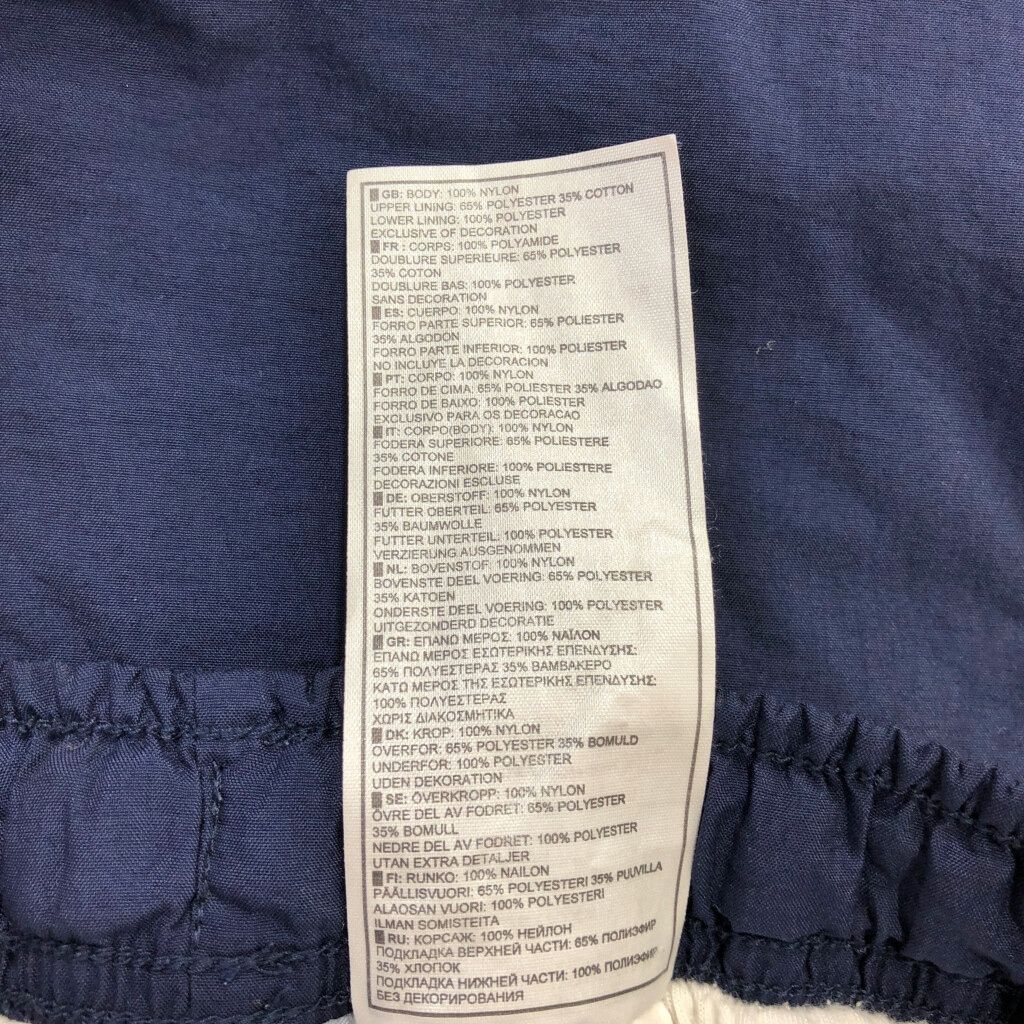 GB: BODY: 100% NYLON
UPPER LINING: 65% POLYESTER 35% COTTON
LOWER LINING: 100% POLYESTER
EXCLUSIVE OF DECORATION
FR : CORPS: 100% POLYAMIDE
DOUBLURE SUPERIEURE: 65% POLYESTER
35% COTON
DOUBLURE BAS: 100% POLYESTER
SANS DECORATION
ES: CUERPO: 100% NYLON
FORRO PARTE SUPERIOR: 65% POLIESTER
35% ALGODON
FORRO PARTE INFERIOR: 100% POLIESTER
NO INCLUYE LA DECORACION
PT: CORPO: 100% NYLON
FORRO DE CIMA: 65% POLIESTER 35% ALGODAO
FORRO DE BAIXO: 100% POLIESTER
EXCLUSIVO PARA OS DECORACAO
IT: CORPO(BODY): 100% NYLON
FODERA SUPERIORE: 65% POLIESTERE
35% COTONE
FODERA INFERIORE: 100% POLIESTERE
DECORAZIONI ESCLUSE
DE: OBERSTOFF: 100% NYLON
FUTTER OBERTEIL: 65% POLYESTER
35% BAUMWOLLE
FUTTER UNTERTEIL: 100% POLYESTER
VERZIERUNG AUSGENOMMEN
NL: BOVENSTOF: 100% NYLON
BOVENSTE DEEL VOERING: 65% POLYESTER
35% KATOEN
ONDERSTE DEEL VOERING: 100% POLYESTER
UITGEZONDERD DECORATIE
GR: ΕΠΑΝΩ ΜΕΡΟΣ: 100% ΝΑΪΛΟΝ
ΕΠΑΝΩ ΜΕΡΟΣ ΕΣΩΤΕΡΙΚΗΣ ΕΠΕΝΔΥΣΗΣ:
65% ΠΟΛΥΕΣΤΕΡΑΣ 35% ΒΑΜΒΑΚΕΡΟ
ΚΑΤΩ ΜΕΡΟΣ ΤΗΣ ΕΣΩΤΕΡΙΚΗΣ ΕΠΕΝΔΥΣΗΣ:
100% ΠΟΛΥΕΣΤΕΡΑΣ
ΧΩΡΙΣ ΔΙΑΚΟΣΜΗΤΙΚΑ
DK: KROP: 100% NYLON
OVERFOR: 65% POLYESTER 35% BOMULD
UNDERFOR: 100% POLYESTER
UDEN DEKORATION
SE: ÖVERKROPP: 100% NYLON
ÖVRE DEL AV FODRET: 65% POLYESTER
35% BOMULL
NEDRE DEL AV FODRET: 100% POLYESTER
UTAN EXTRA DETALJER
FI: RUNKO: 100% NAILON
PÄÄLLISVUORI: 65% POLYESTERI 35% PUUVILLA
ALAOSAN VUORI: 100% POLYESTERI
ILMAN SOMISTEITA
RU: КОРСАЖ: 100% НЕЙЛОН
ПОДКЛАДКА ВЕРХНЕЙ ЧАСТИ: 65% ПОЛИЭФИР
35% ХЛОПОК
ПОДКЛАДКА НИЖНЕЙ ЧАСТИ: 100% ПОЛИЭФИР
БЕЗ ДЕКОРИРОВАНИЯ